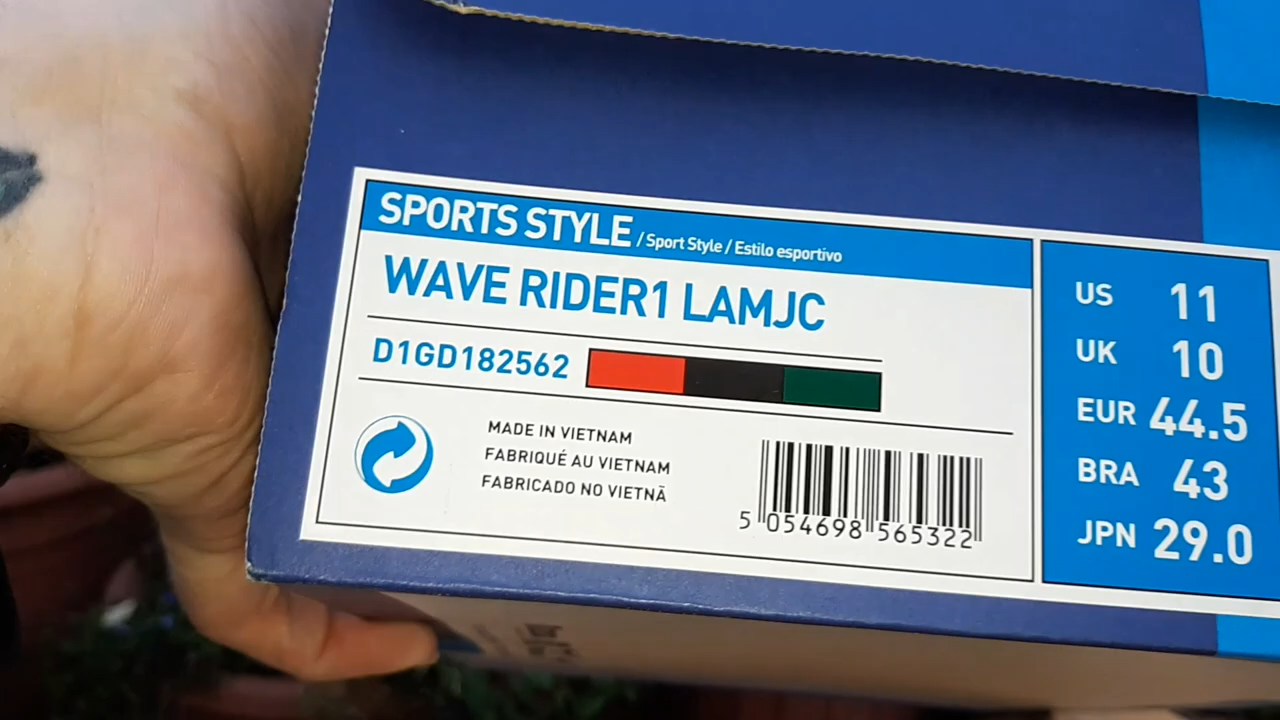 SPORTS STYLE / Sport Style / Estilo esportivo
WAVE RIDER1 LAMJC
D1GD182562
MADE IN VIETNAM
FABRIQUÉ AU VIETNAM
FABRICADO NO VIETNÃ
5 054698 565322
US 11
UK 10
EUR 44.5
BRA 43
JPN 29.0